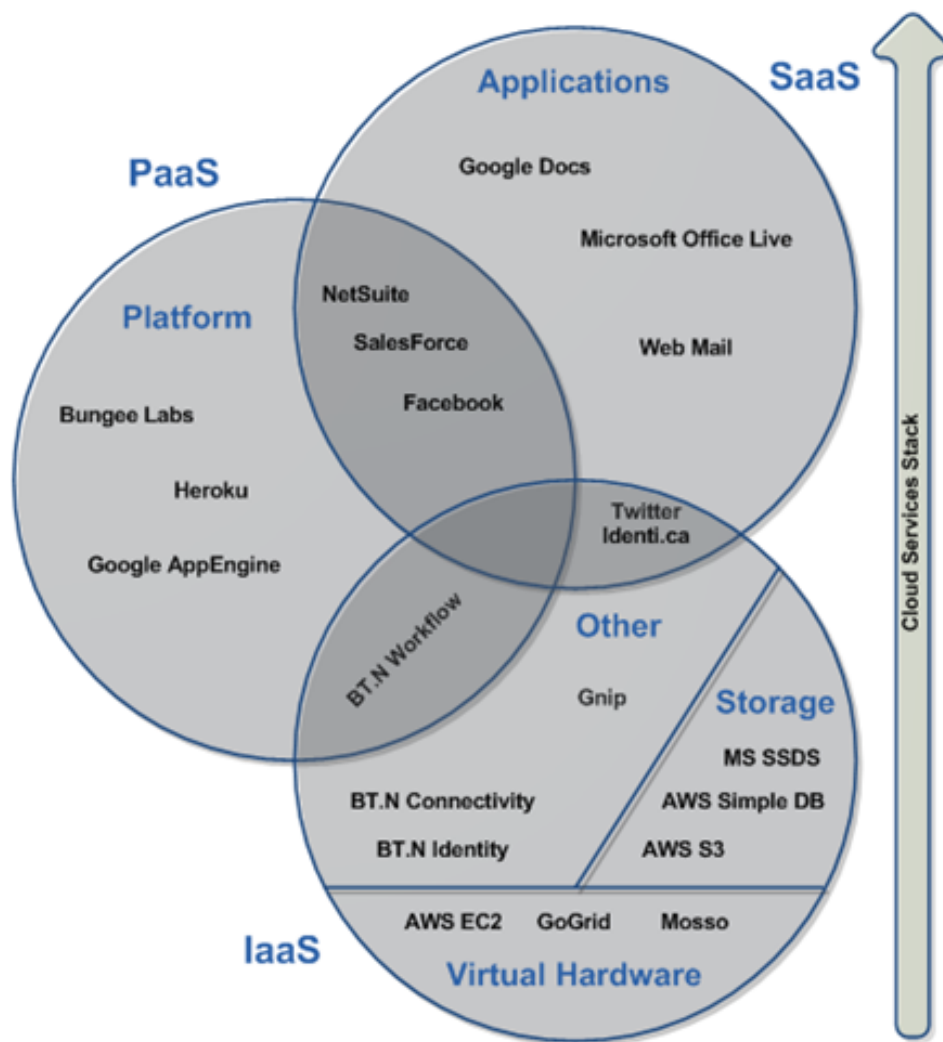 Applications
SaaS
Google Docs
PaaS
Microsoft Office Live
NetSuite
Platform
SalesForce
Web Mail
Facebook
Bungee Labs
Heroku
Twitter
Identi.ca
Google AppEngine
Cloud Services Stack
BT.N Workflow
Other
Gnip
Storage
MS SSDS
BT.N Connectivity
AWS Simple DB
BT.N Identity
AWS S3
AWS EC2 GoGrid Mosso
IaaS
Virtual Hardware